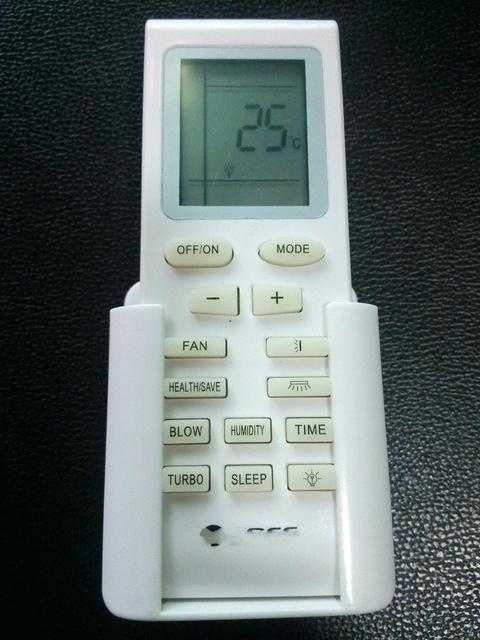 25°C
OFF/ON MODE
− +
FAN
HEALTH/SAVE
BLOW HUMIDITY TIME
TURBO SLEEP